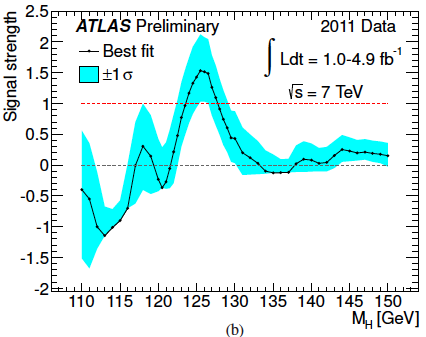 ATLAS Preliminary
2011 Data
Best fit
±1 σ
∫ Ldt = 1.0-4.9 fb⁻¹
√s = 7 TeV
Signal strength
2.5
2
1.5
1
0.5
0
-0.5
-1
-1.5
-2
110 115 120 125 130 135 140 145 150
M_H [GeV]
(b)